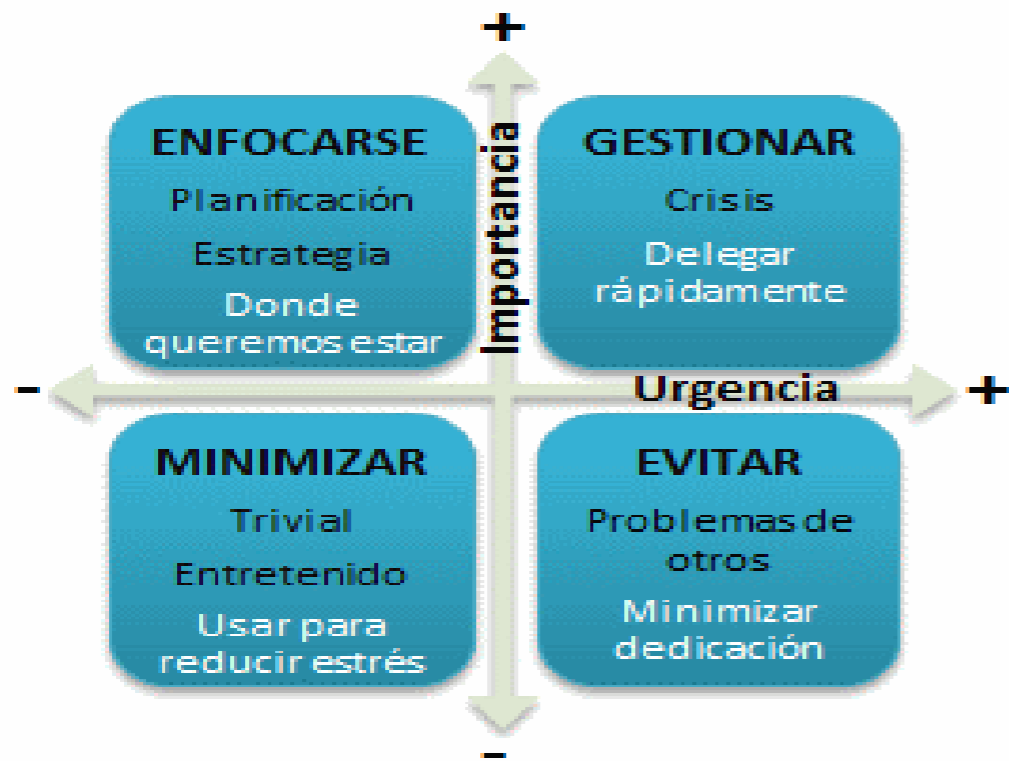 +
ENFOCARSE
Planificación
Estrategia
Donde
queremos estar
Importancia
GESTIONAR
Crisis
Delegar
rápidamente
-
Urgencia
+
MINIMIZAR
Trivial
Entretenido
Usar para
reducir estrés
EVITAR
Problemas de
otros
Minimizar
dedicación
-